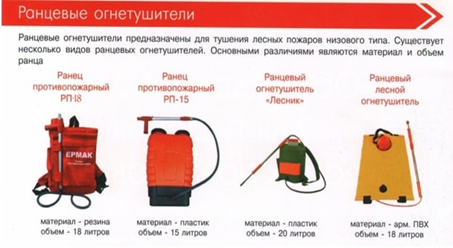 Ранцевые огнетушители
Ранцевые огнетушители предназначены для тушения лесных пожаров низового типа. Существует
несколько видов ранцевых огнетушителей. Основными различиями являются материал и объем
ранца
Ранец
противопожарный
РП-18
ЕРМАК
материал - резина
объем - 18 литров
Ранец
противопожарный
РП-15
материал - пластик
объем - 15 литров
Ранцевый
огнетушитель
«Лесник»
материал - пластик
объем - 20 литров
Ранцевый
лесной
огнетушитель
материал - арм. ПВХ
объем - 18 литров